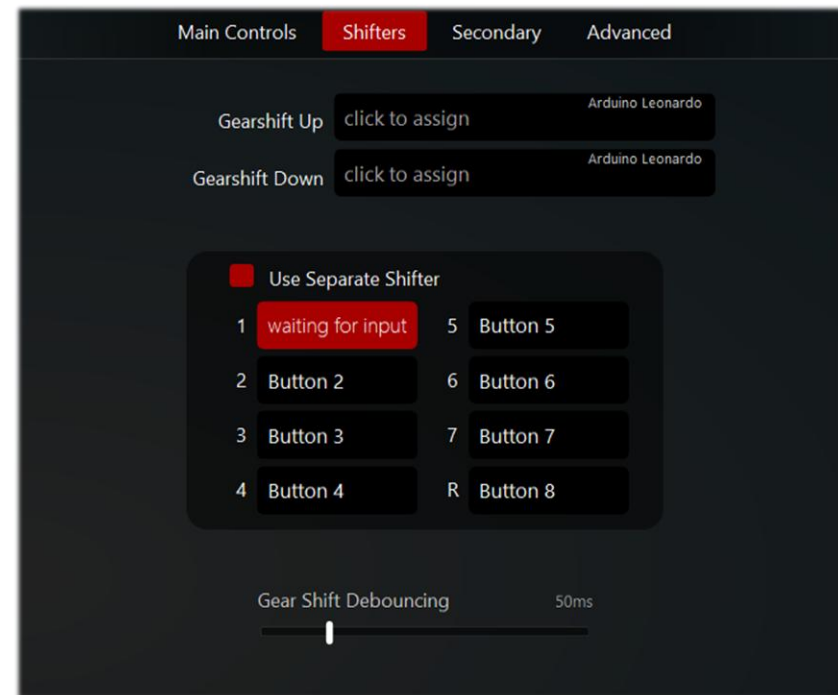 Main Controls Shifters Secondary Advanced
Gearshift Up click to assign Arduino Leonardo
Gearshift Down click to assign Arduino Leonardo
Use Separate Shifter
1 waiting for input 5 Button 5
2 Button 2 6 Button 6
3 Button 3 7 Button 7
4 Button 4 R Button 8
Gear Shift Debouncing 50ms